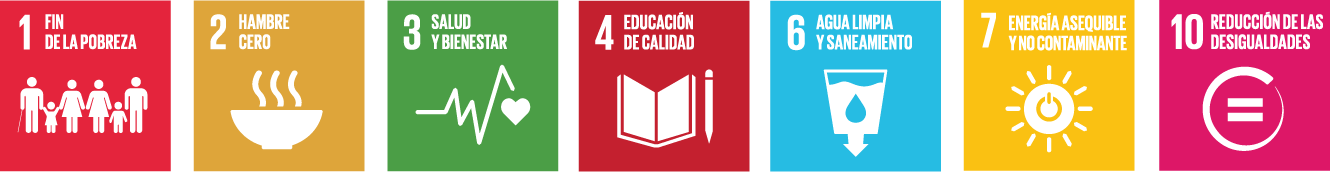 1 FIN
DE LA POBREZA
2 HAMBRE
CERO
3 SALUD
Y BIENESTAR
4 EDUCACIÓN
DE CALIDAD
6 AGUA LIMPIA
Y SANEAMIENTO
7 ENERGÍA ASEQUIBLE
Y NO CONTAMINANTE
10 REDUCCIÓN DE LAS
DESIGUALDADES